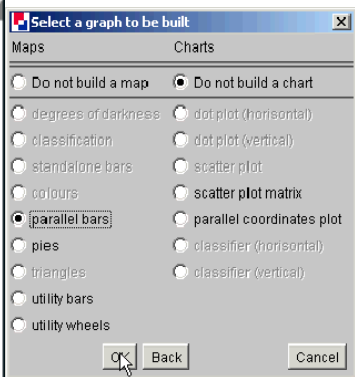 Select a graph to be built
Maps Charts
Do not build a map Do not build a chart
degrees of darkness dot plot (horisontal)
classification dot plot (vertical)
standalone bars scatter plot
colours scatter plot matrix
parallel bars parallel coordinates plot
pies classifier (horisontal)
triangles classifier (vertical)
utility bars
utility wheels
OK Back Cancel